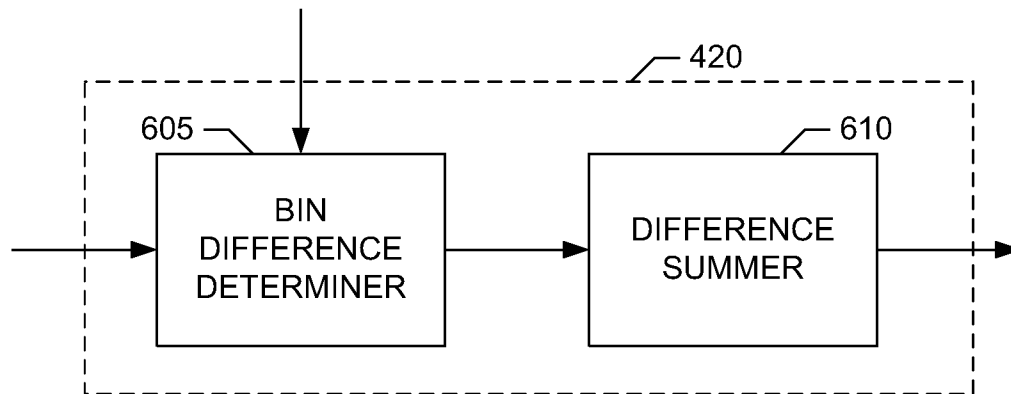 420
605
610
BIN
DIFFERENCE
DETERMINER
DIFFERENCE
SUMMER